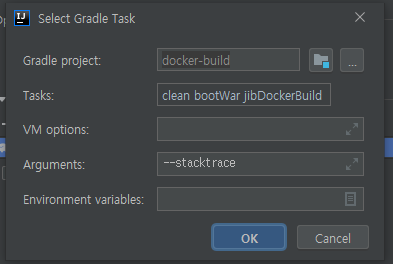 Select Gradle Task
Gradle project: docker-build ...
Tasks: clean bootWar jibDockerBuild
VM options:
Arguments: --stacktrace
Environment variables:
OK Cancel